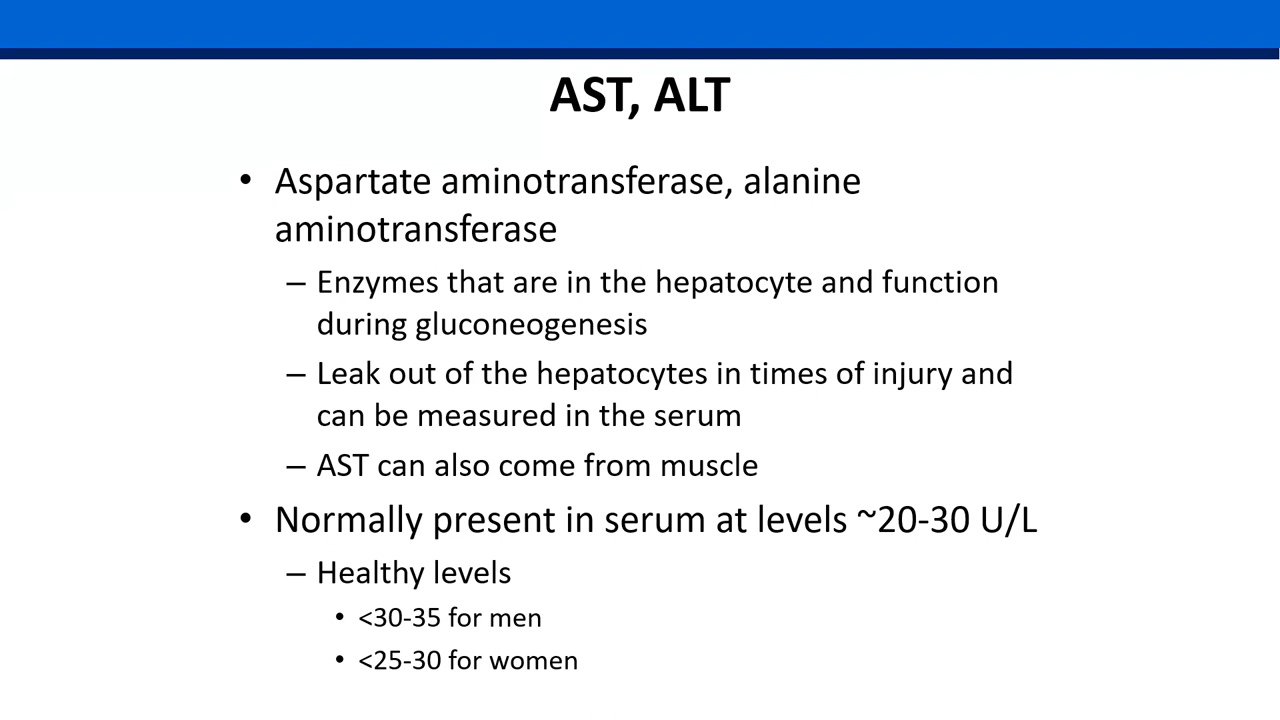 AST, ALT
• Aspartate aminotransferase, alanine
aminotransferase
– Enzymes that are in the hepatocyte and function
during gluconeogenesis
– Leak out of the hepatocytes in times of injury and
can be measured in the serum
– AST can also come from muscle
• Normally present in serum at levels ~20-30 U/L
– Healthy levels
• <30-35 for men
• <25-30 for women